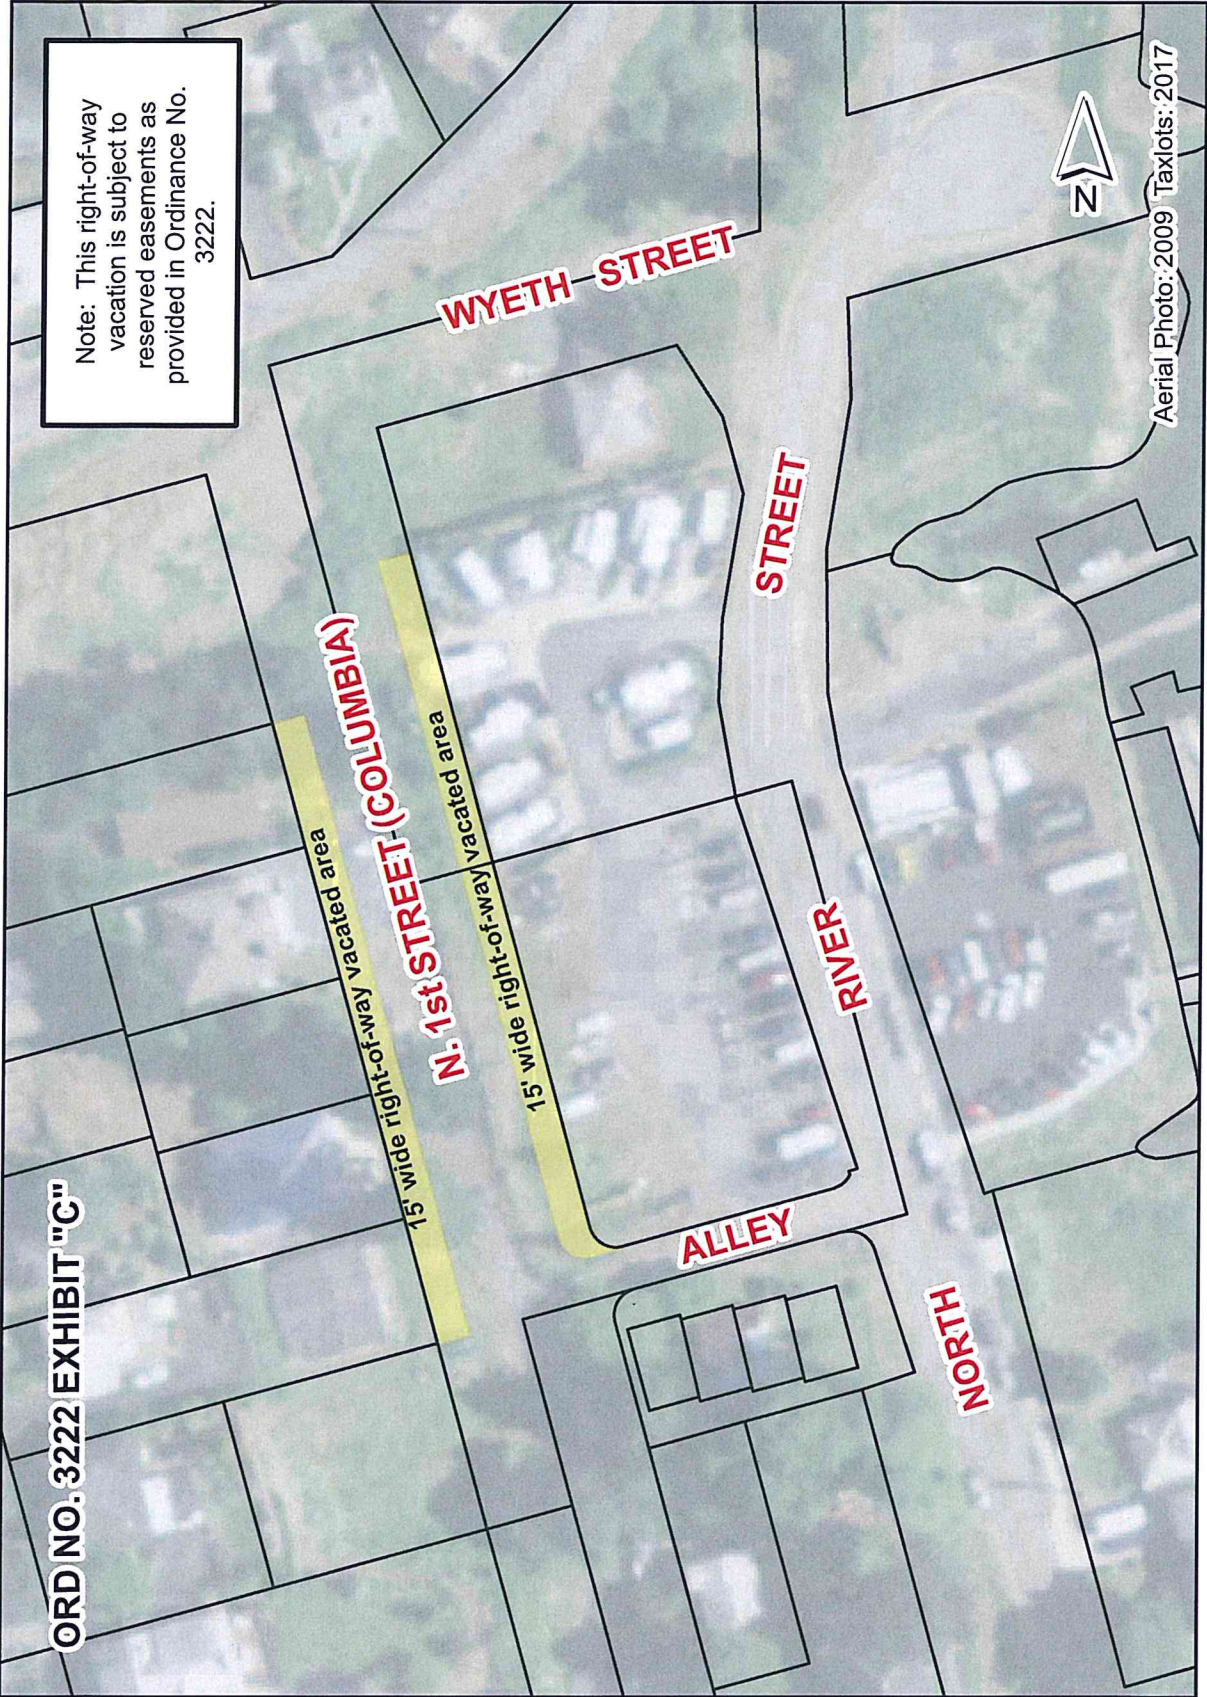 ORD NO. 3222 EXHIBIT "C"
Note: This right-of-way
vacation is subject to
reserved easements as
provided in Ordinance No.
3222.
15' wide right-of-way vacated area
N. 1st STREET (COLUMBIA)
15' wide right-of-way vacated area
WYETH STREET
ALLEY
NORTH
RIVER
STREET
N
Aerial Photo: 2009 Taxlots: 2017